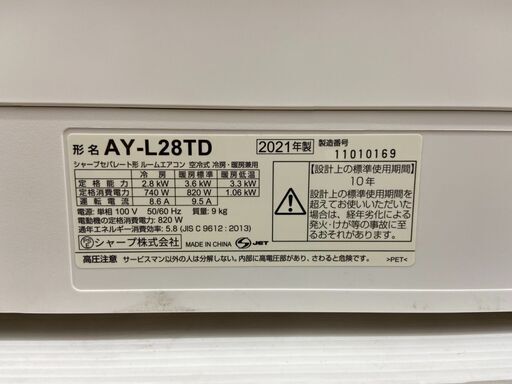 形名 AY-L28TD 2021年製 製造番号
11010169
シャープセパレート形 ルームエアコン 空冷式 冷房・暖房兼用
冷房 暖房標準 暖房低温
定格能力 2.8 kW 3.6 kW 3.3 kW
定格消費電力 740 W 820 W 1.06 kW
運転電流 8.6 A 9.5 A
電源: 単相 100 V 50/60 Hz 質量: 9 kg
電動機の定格消費電力: 820 W
通年エネルギー消費効率: 5.8 (JIS C 9612 : 2013)
シャープ株式会社 MADE IN CHINA JET
【設計上の標準使用期間】
10年
設計上の標準使用期間を
超えてお使いいただいた
場合は、経年劣化による
発火・けが等の事故に至
るおそれがあります。
高圧注意 サービスマン以外の人は分解しない。内部に高電圧部があり、さわると危険です。
>PET<